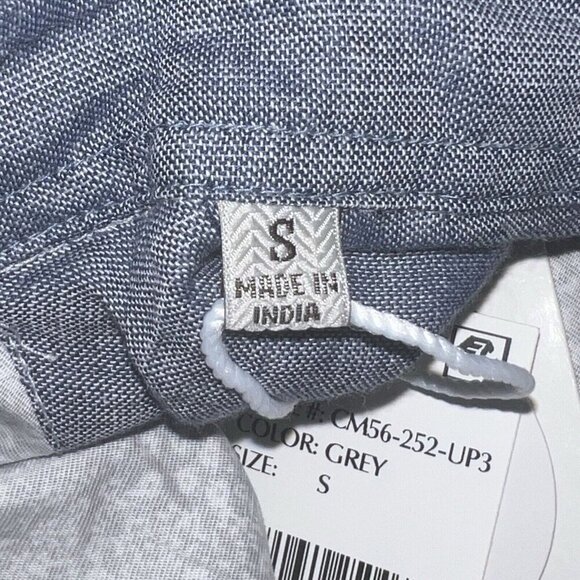 S
MADE IN
INDIA
#: CM56-252-UP3
COLOR: GREY
SIZE: S